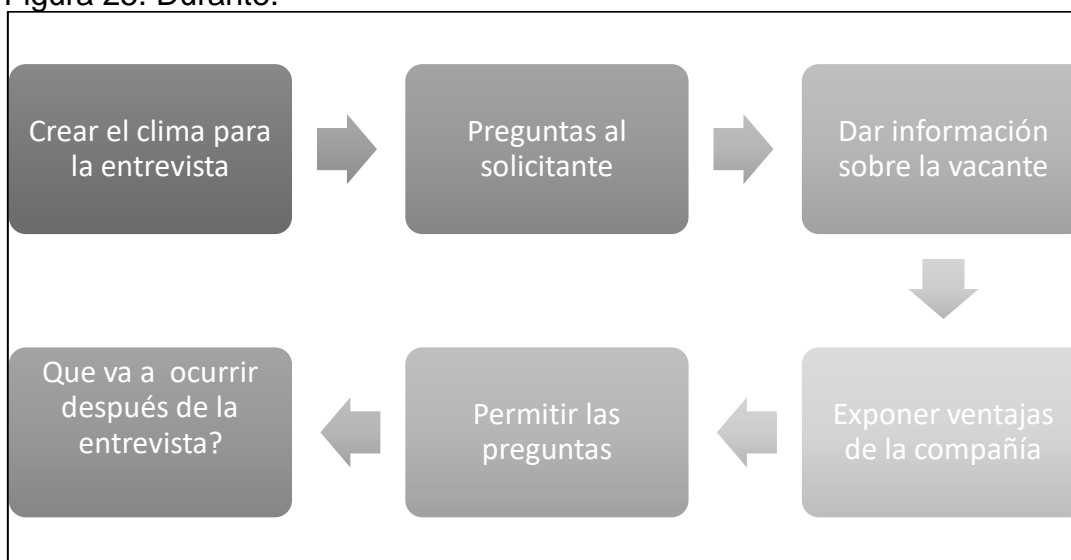 Figura 28. Durante.
Crear el clima para
la entrevista
Preguntas al
solicitante
Dar información
sobre la vacante
Exponer ventajas
de la compañía
Permitir las
preguntas
Que va a  ocurrir
después de la
entrevista?